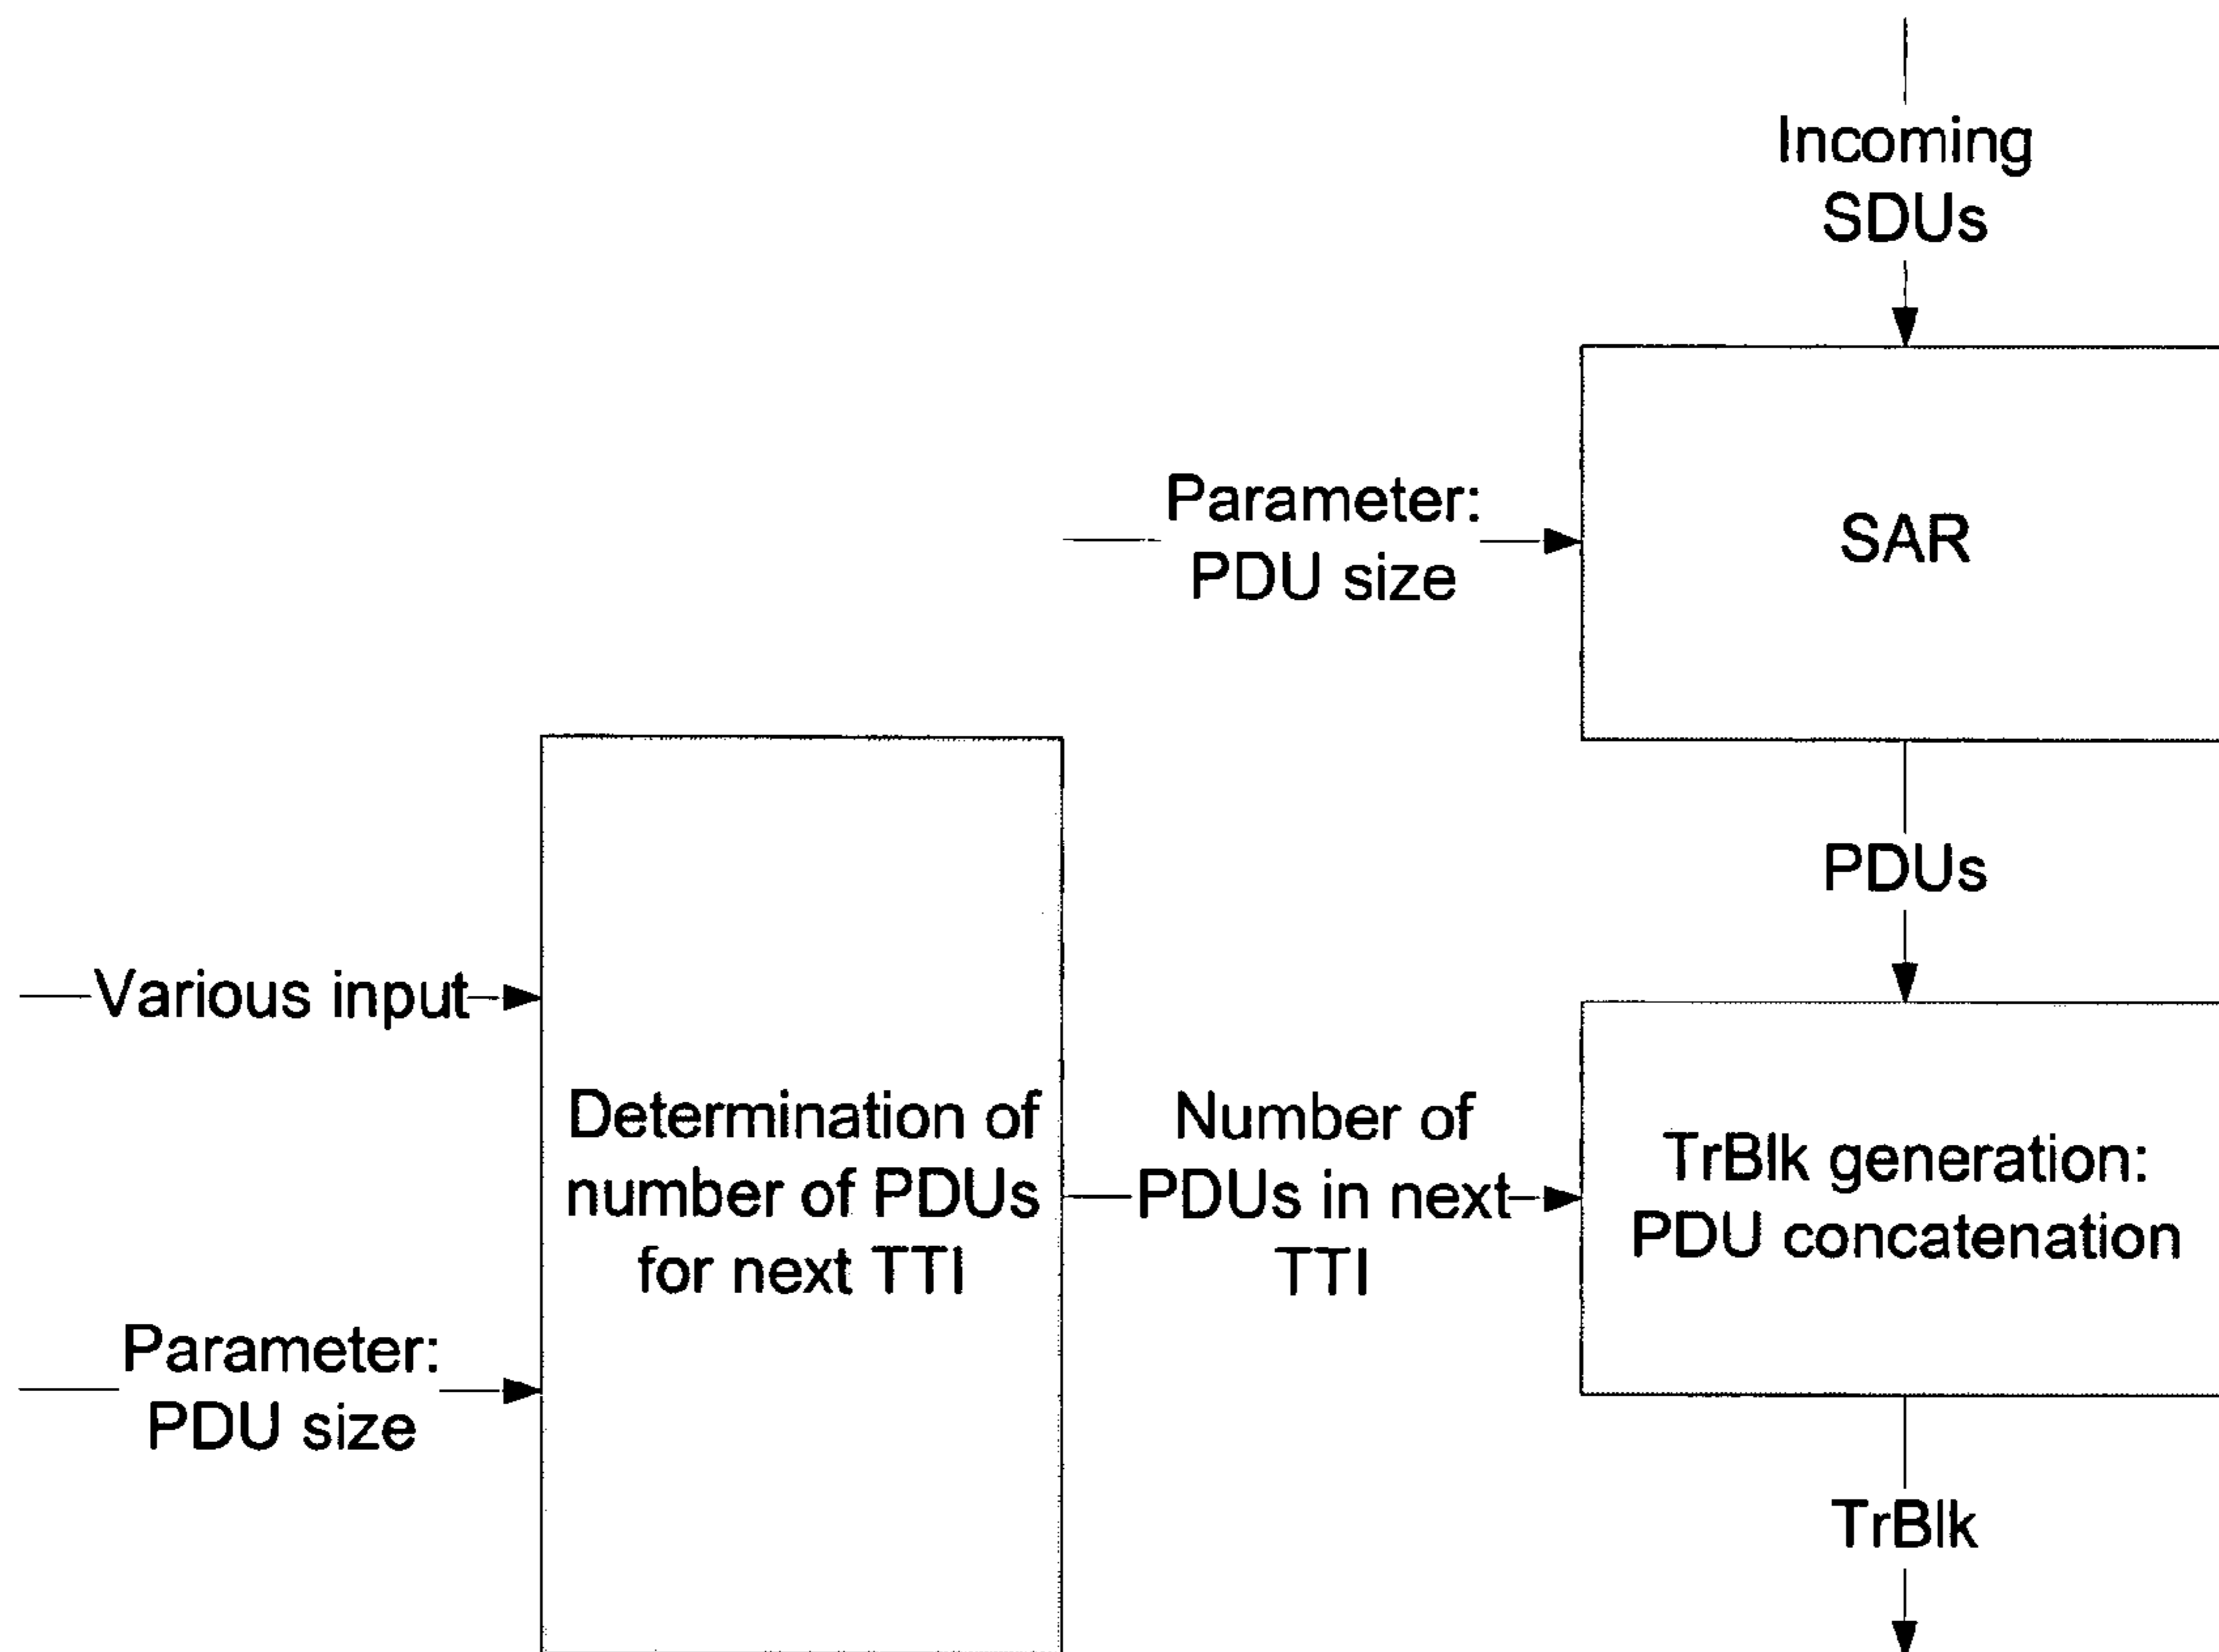 Incoming
SDUs
Parameter:
PDU size
SAR
PDUs
Various input
Determination of
number of PDUs
for next TTI
Number of
PDUs in next
TTI
TrBlk generation:
PDU concatenation
Parameter:
PDU size
TrBlk